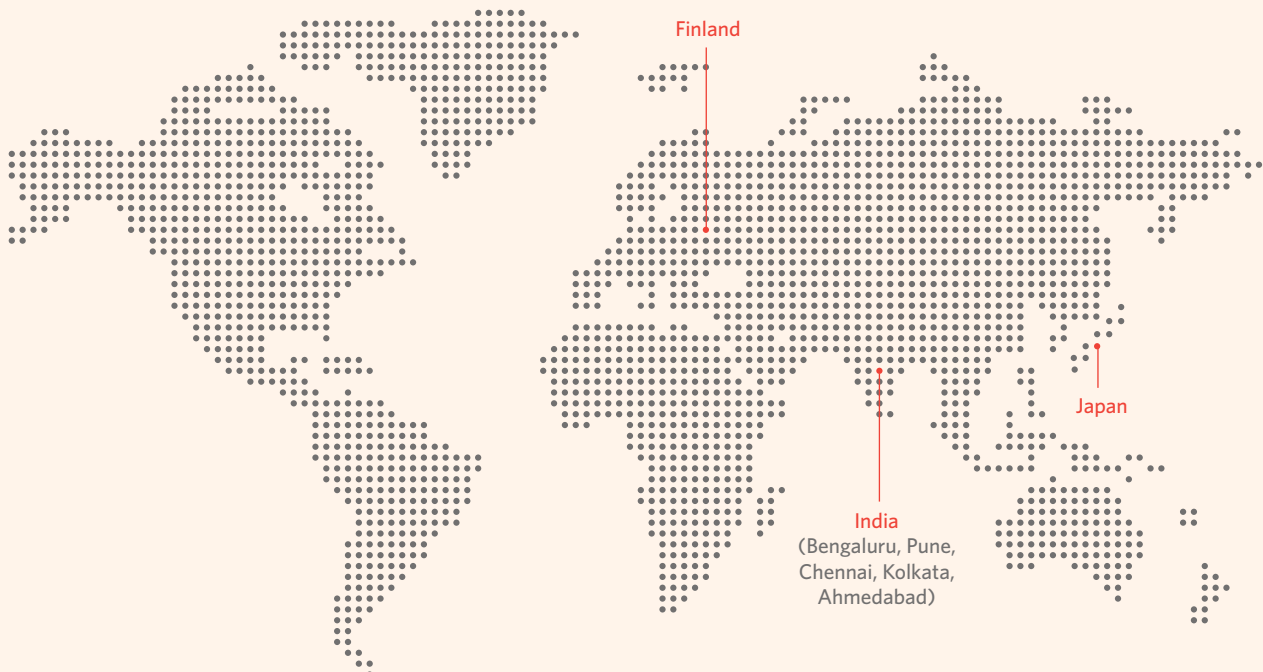 Finland
Japan
India
(Bengaluru, Pune,
Chennai, Kolkata,
Ahmedabad)